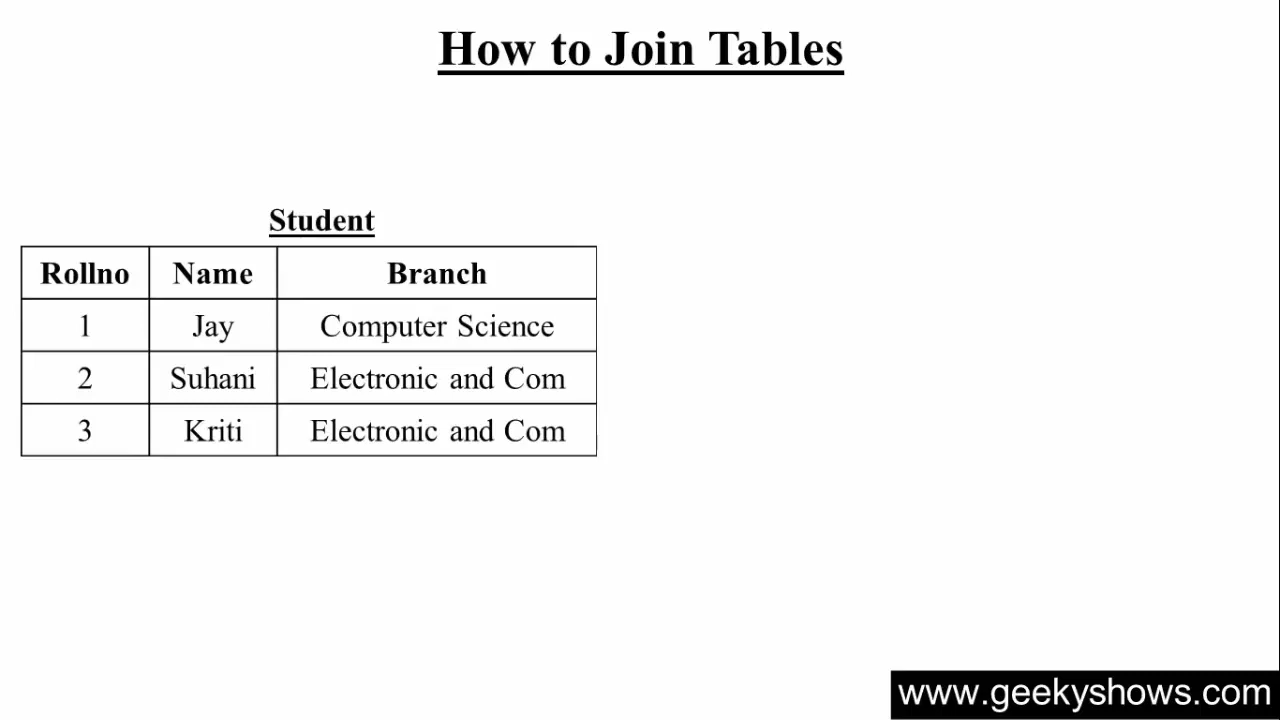 How to Join Tables
Student
Rollno Name Branch
1 Jay Computer Science
2 Suhani Electronic and Com
3 Kriti Electronic and Com
www.geekyshows.com